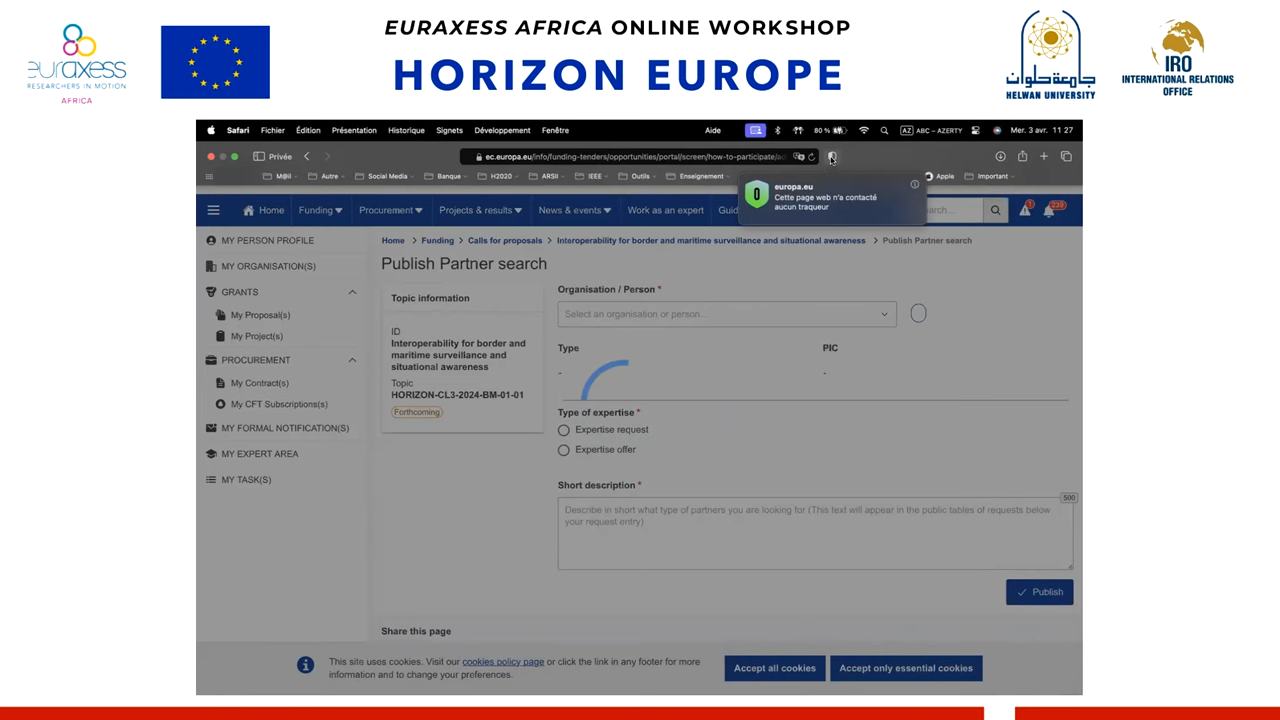 EURAXESS AFRICA ONLINE WORKSHOP
HORIZON EUROPE
euraxess
RESEARCHERS IN MOTION
AFRICA
جامعة حلوان
HELWAN UNIVERSITY
IRO
INTERNATIONAL RELATIONS
OFFICE
Safari Fichier Édition Présentation Historique Signets Développement Fenêtre Aide 80 % AZ ABC – AZERTY Mer. 3 avr. 11 27
Privée ec.europa.eu/info/funding-tenders/opportunities/portal/screen/how-to-participate/
M@il Autre Social Media Banque H2020 ARSII IEEE Outils Enseignement Apple Important
0
europa.eu
Cette page web n'a contacté
aucun traqueur
Home Funding Procurement Projects & results News & events Work as an expert Guid earch... 1 239
MY PERSON PROFILE
MY ORGANISATION(S)
GRANTS
My Proposal(s)
My Project(s)
PROCUREMENT
My Contract(s)
My CFT Subscriptions(s)
MY FORMAL NOTIFICATION(S)
MY EXPERT AREA
MY TASK(S)
Home > Funding > Calls for proposals > Interoperability for border and maritime surveillance and situational awareness > Publish Partner search
Publish Partner search
Topic information
ID
Interoperability for border and
maritime surveillance and
situational awareness
Topic
HORIZON-CL3-2024-BM-01-01
Forthcoming
Organisation / Person *
Select an organisation or person...
Type PIC
- -
Type of expertise *
Expertise request
Expertise offer
Short description *
500
Describe in short what type of partners you are looking for (This text will appear in the public tables of requests below
your request entry)
Publish
Share this page
This site uses cookies. Visit our cookies policy page or click the link in any footer for more
information and to change your preferences.
Accept all cookies
Accept only essential cookies